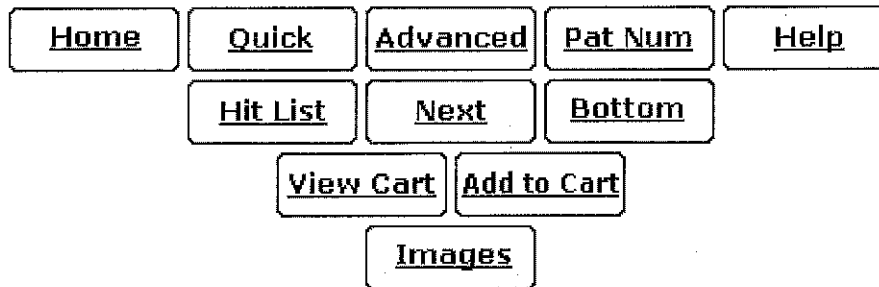 Home Quick Advanced Pat Num Help
Hit List Next Bottom
View Cart Add to Cart
Images